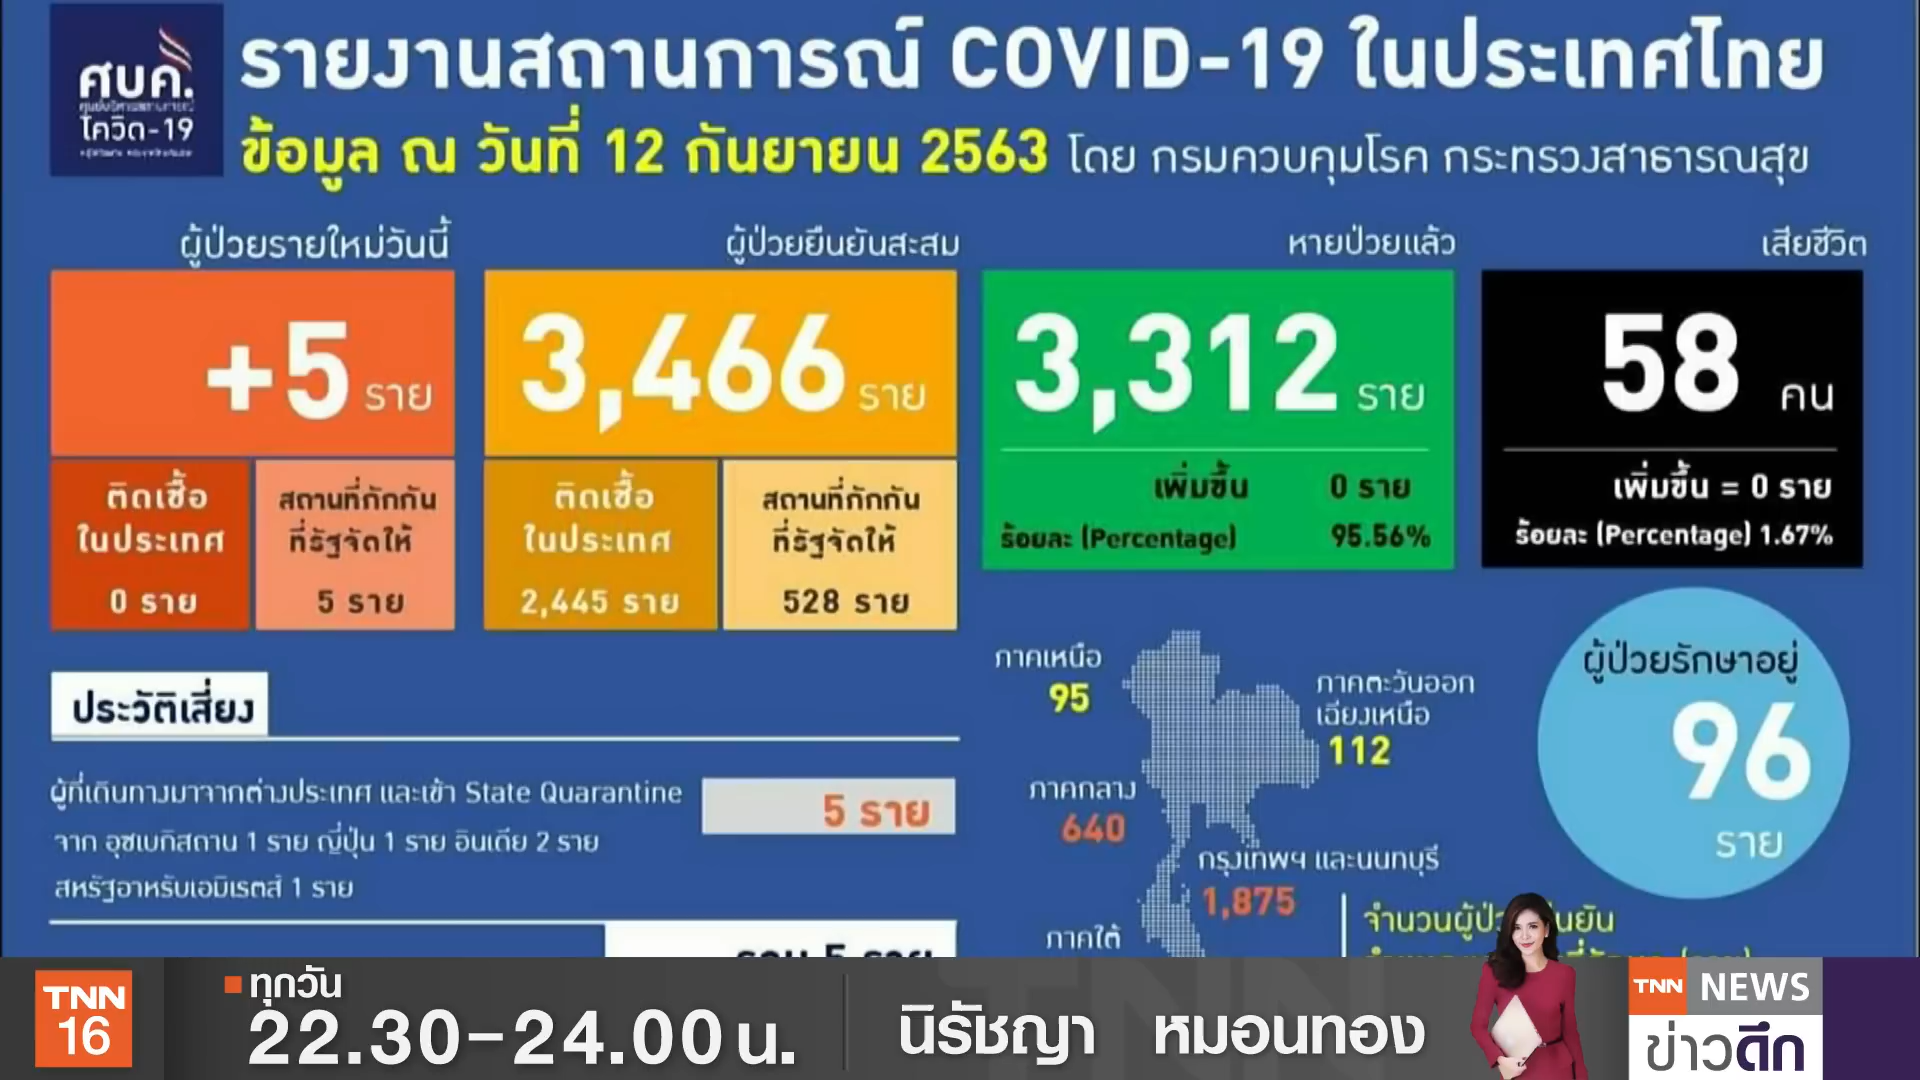 ศบค.
โควิด-19
รายงานสถานการณ์ COVID-19 ในประเทศไทย
ข้อมูล ณ วันที่ 12 กันยายน 2563 โดย กรมควบคุมโรค กระทรวงสาธารณสุข
ผู้ป่วยรายใหม่วันนี้
+5 ราย
ติดเชื้อ
ในประเทศ
0 ราย
สถานที่กักกัน
ที่รัฐจัดให้
5 ราย
ผู้ป่วยยืนยันสะสม
3,466 ราย
ติดเชื้อ
ในประเทศ
2,445 ราย
สถานที่กักกัน
ที่รัฐจัดให้
528 ราย
หายป่วยแล้ว
3,312 ราย
เพิ่มขึ้น 0 ราย
ร้อยละ (Percentage) 95.56%
เสียชีวิต
58 คน
เพิ่มขึ้น = 0 ราย
ร้อยละ (Percentage) 1.67%
ประวัติเสี่ยง
ผู้ที่เดินทางมาจากต่างประเทศ และเข้า State Quarantine
5 ราย
จาก อุซเบกิสถาน 1 ราย ญี่ปุ่น 1 ราย อินเดีย 2 ราย
สหรัฐอาหรับเอมิเรตส์ 1 ราย
รวม 5 ราย
ภาคเหนือ
95
ภาคตะวันออก
เฉียงเหนือ
112
ภาคกลาง
640
กรุงเทพฯ และนนทบุรี
1,875
ภาคใต้
ผู้ป่วยรักษาอยู่
96
ราย
TNN
16
ทุกวัน
22.30-24.00 น.
นิรัชญา หมอนทอง
TNN NEWS
ข่าวดึก